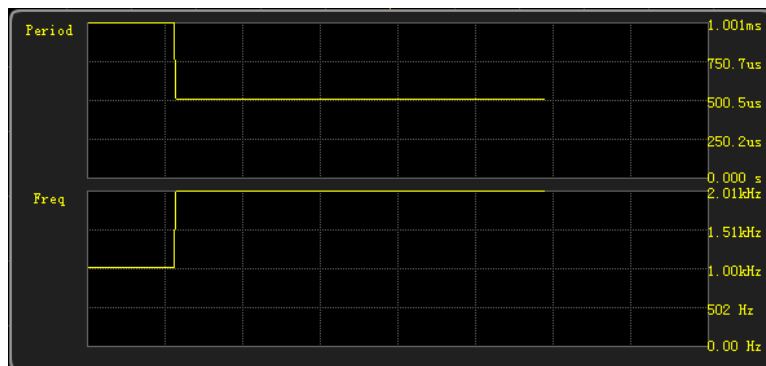 Period
1.001ms
750.7us
500.5us
250.2us
0.000 s
Freq
2.01kHz
1.51kHz
1.00kHz
502 Hz
0.00 Hz